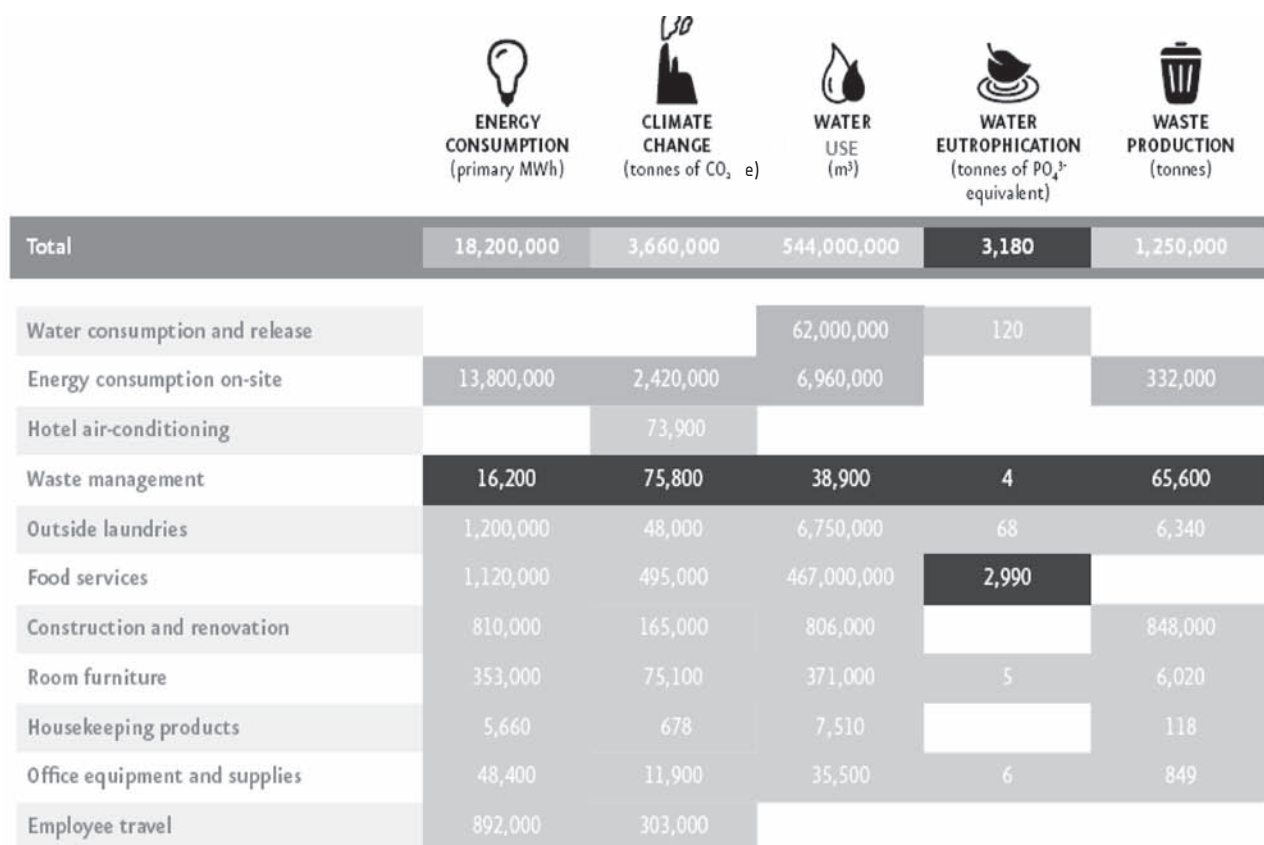 ENERGY CONSUMPTION (primary MWh) CLIMATE CHANGE (tonnes of CO₂ e) WATER USE (m³) WATER EUTROPHICATION (tonnes of PO₄³⁻ equivalent) WASTE PRODUCTION (tonnes)
Total 18,200,000 3,660,000 544,000,000 3,180 1,250,000
Water consumption and release 62,000,000 120
Energy consumption on-site 13,800,000 2,420,000 6,960,000 332,000
Hotel air-conditioning 73,900
Waste management 16,200 75,800 38,900 4 65,600
Outside laundries 1,200,000 48,000 6,750,000 68 6,340
Food services 1,120,000 495,000 467,000,000 2,990
Construction and renovation 810,000 165,000 806,000 848,000
Room furniture 353,000 75,100 371,000 5 6,020
Housekeeping products 5,660 678 7,510 118
Office equipment and supplies 48,400 11,900 35,500 6 849
Employee travel 892,000 303,000